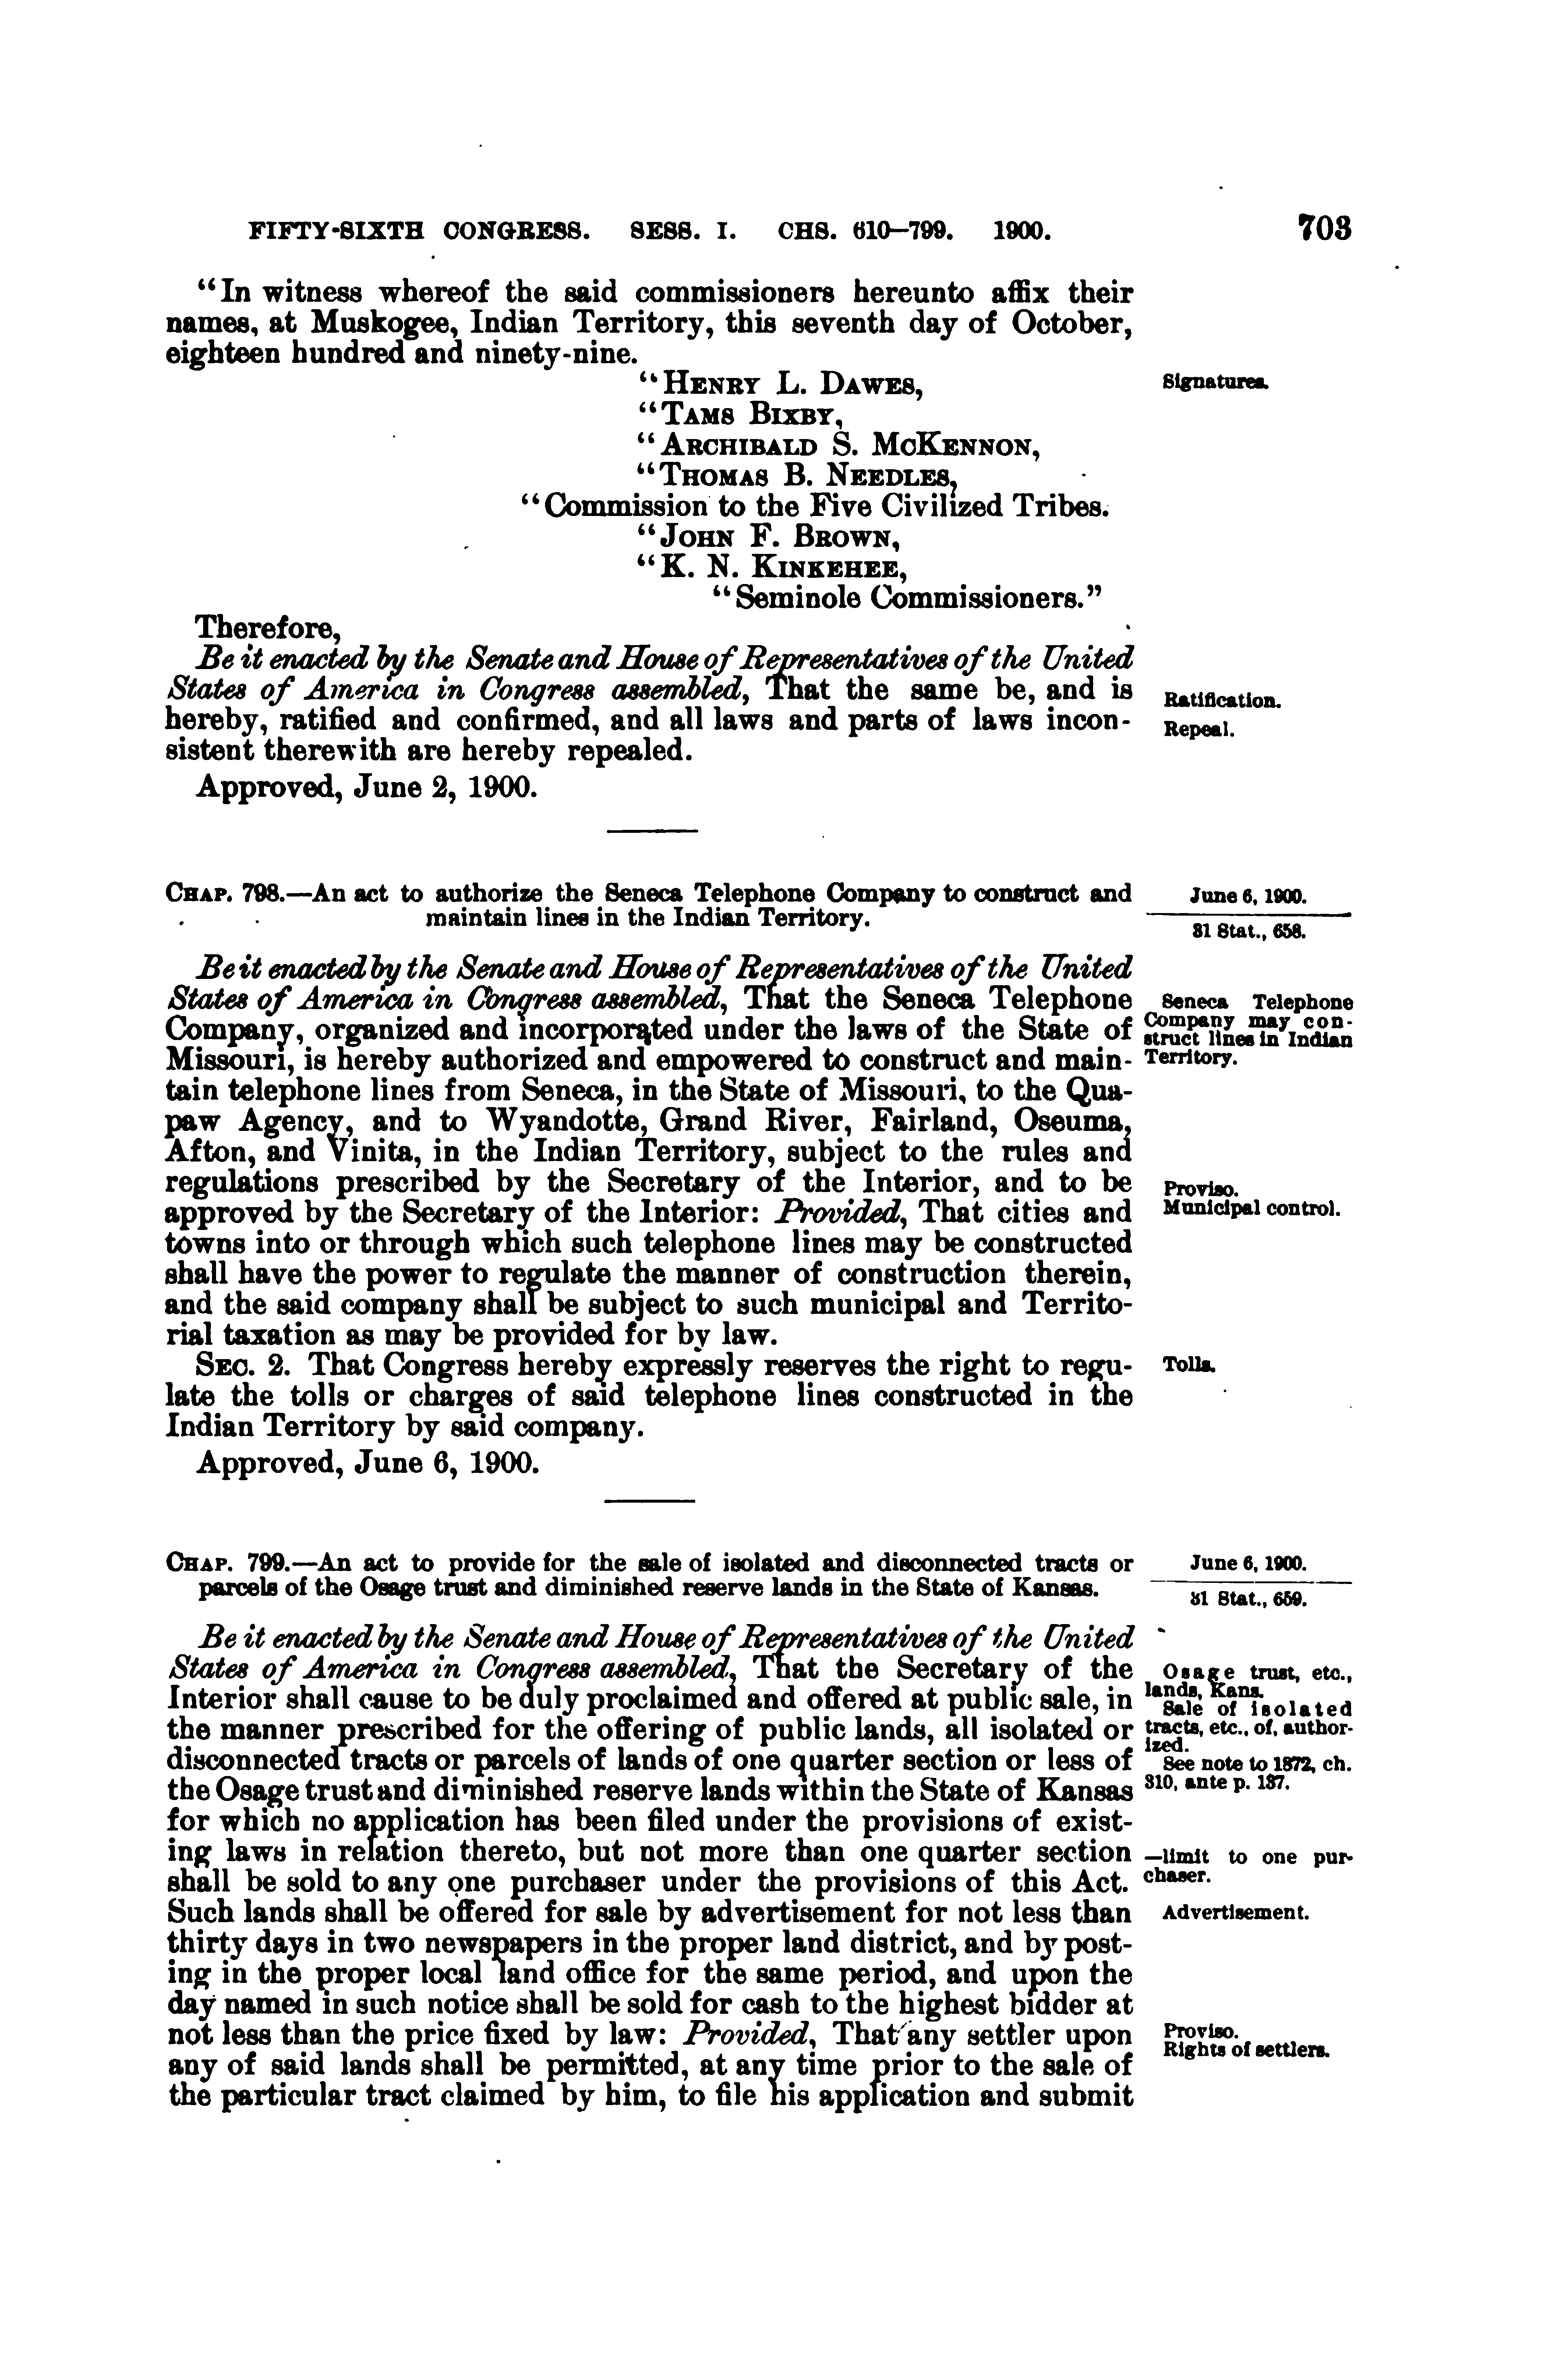 FIFTY-SIXTH CONGRESS. SESS. I. CHS. 610–799. 1900. 703
"In witness whereof the said commissioners hereunto affix their
names, at Muskogee, Indian Territory, this seventh day of October,
eighteen hundred and ninety-nine.
"HENRY L. DAWES,
Signatures.
"TAMS BIXBY,
"ARCHIBALD S. MCKENNON,
"THOMAS B. NEEDLES,
"Commission to the Five Civilized Tribes.
"JOHN F. BROWN,
"K. N. KINKEHEE,
"Seminole Commissioners."
Therefore,
Be it enacted by the Senate and House of Representatives of the United
States of America in Congress assembled, That the same be, and is
hereby, ratified and confirmed, and all laws and parts of laws incon-
sistent therewith are hereby repealed.
Ratification.
Repeal.
Approved, June 2, 1900.
CHAP. 798.—An act to authorize the Seneca Telephone Company to construct and
maintain lines in the Indian Territory.
June 6, 1900.
31 Stat., 658.
Be it enacted by the Senate and House of Representatives of the United
States of America in Congress assembled, That the Seneca Telephone
Company, organized and incorporated under the laws of the State of
Missouri, is hereby authorized and empowered to construct and main-
tain telephone lines from Seneca, in the State of Missouri, to the Qua-
paw Agency, and to Wyandotte, Grand River, Fairland, Oseuma,
Afton, and Vinita, in the Indian Territory, subject to the rules and
regulations prescribed by the Secretary of the Interior, and to be
approved by the Secretary of the Interior: Provided, That cities and
towns into or through which such telephone lines may be constructed
shall have the power to regulate the manner of construction therein,
and the said company shall be subject to such municipal and Territo-
rial taxation as may be provided for by law.
Seneca Telephone
Company may con-
struct lines in Indian
Territory.
Proviso.
Municipal control.
SEC. 2. That Congress hereby expressly reserves the right to regu-
late the tolls or charges of said telephone lines constructed in the
Indian Territory by said company.
Tolls.
Approved, June 6, 1900.
CHAP. 799.—An act to provide for the sale of isolated and disconnected tracts or
parcels of the Osage trust and diminished reserve lands in the State of Kansas.
June 6, 1900.
31 Stat., 659.
Be it enacted by the Senate and House of Representatives of the United
States of America in Congress assembled, That the Secretary of the
Interior shall cause to be duly proclaimed and offered at public sale, in
the manner prescribed for the offering of public lands, all isolated or
disconnected tracts or parcels of lands of one quarter section or less of
the Osage trust and diminished reserve lands within the State of Kansas
for which no application has been filed under the provisions of exist-
ing laws in relation thereto, but not more than one quarter section
shall be sold to any one purchaser under the provisions of this Act.
Such lands shall be offered for sale by advertisement for not less than
thirty days in two newspapers in the proper land district, and by post-
ing in the proper local land office for the same period, and upon the
day named in such notice shall be sold for cash to the highest bidder at
not less than the price fixed by law: Provided, That any settler upon
any of said lands shall be permitted, at any time prior to the sale of
the particular tract claimed by him, to file his application and submit
Osage trust, etc.,
lands, Kans.
Sale of isolated
tracts, etc., of, author-
ized.
See note to 1872, ch.
310, ante p. 137.
—limit to one pur-
chaser.
Advertisement.
Proviso.
Rights of settlers.